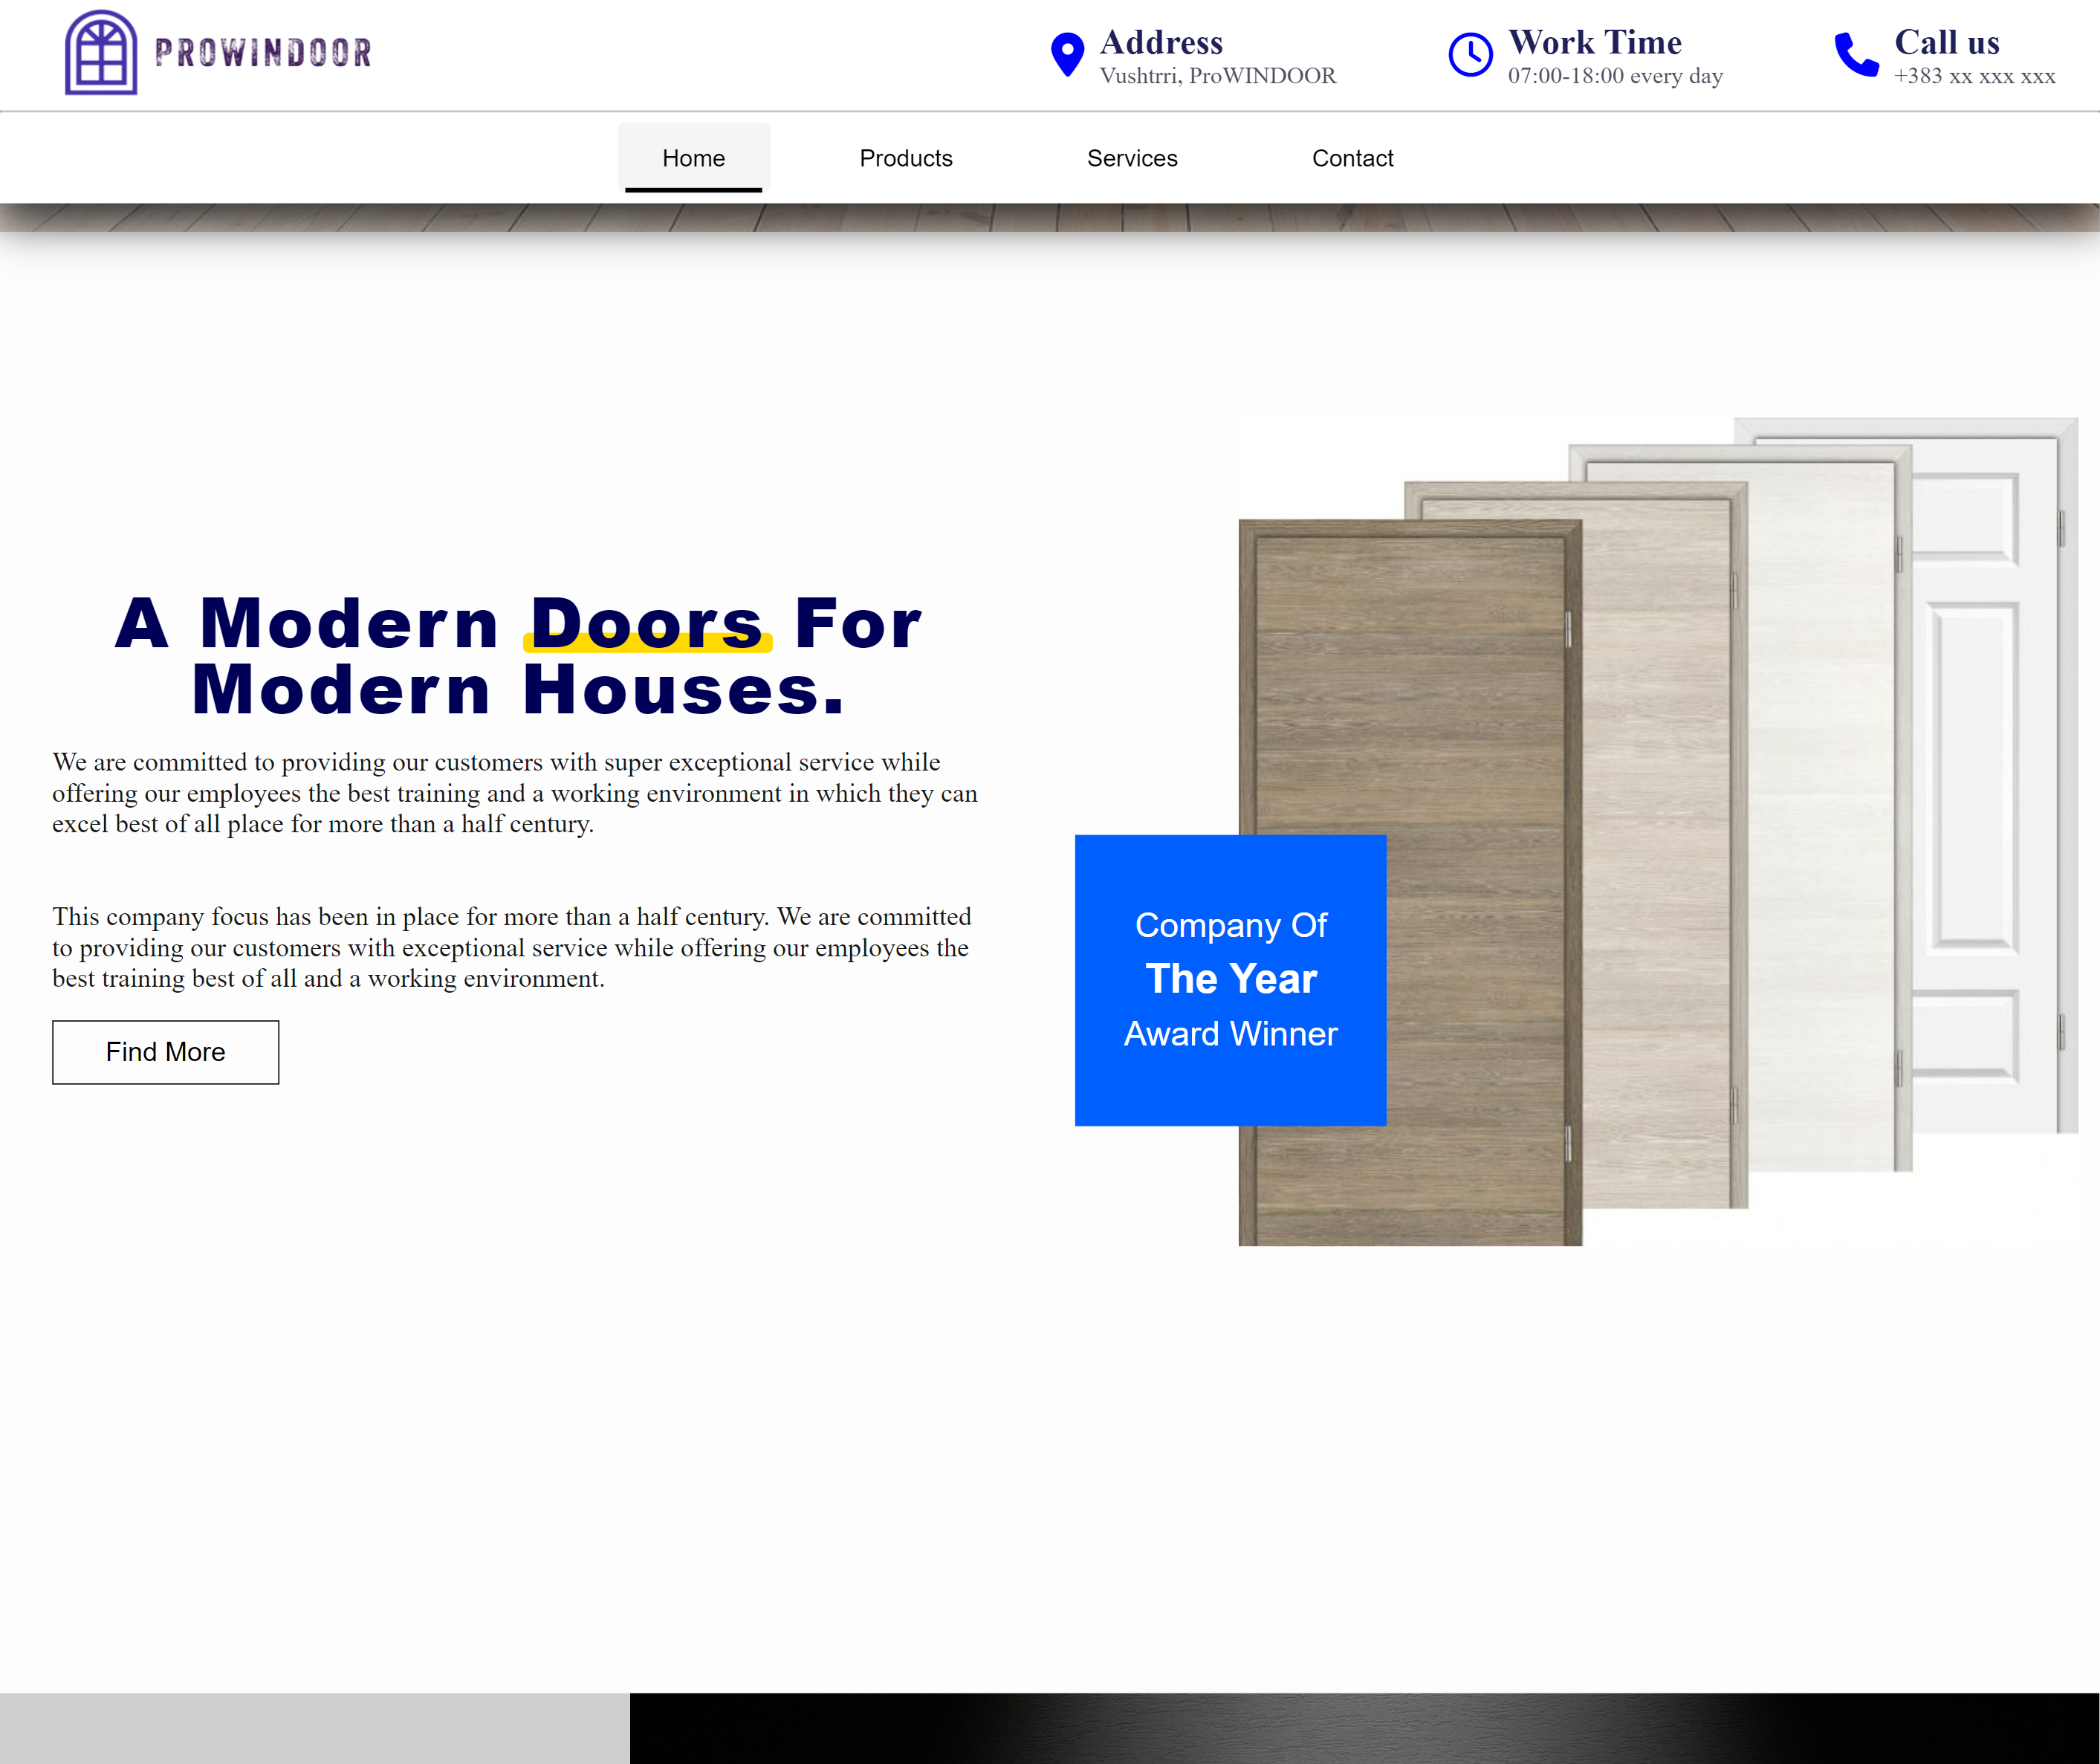 PROWINDOOR
Address
Vushtrri, ProWINDOOR
Work Time
07:00-18:00 every day
Call us
+383 xx xxx xxx
Home
Products
Services
Contact
A Modern Doors For
Modern Houses.
We are committed to providing our customers with super exceptional service while
offering our employees the best training and a working environment in which they can
excel best of all place for more than a half century.
This company focus has been in place for more than a half century. We are committed
to providing our customers with exceptional service while offering our employees the
best training best of all and a working environment.
Find More
Company Of
The Year
Award Winner